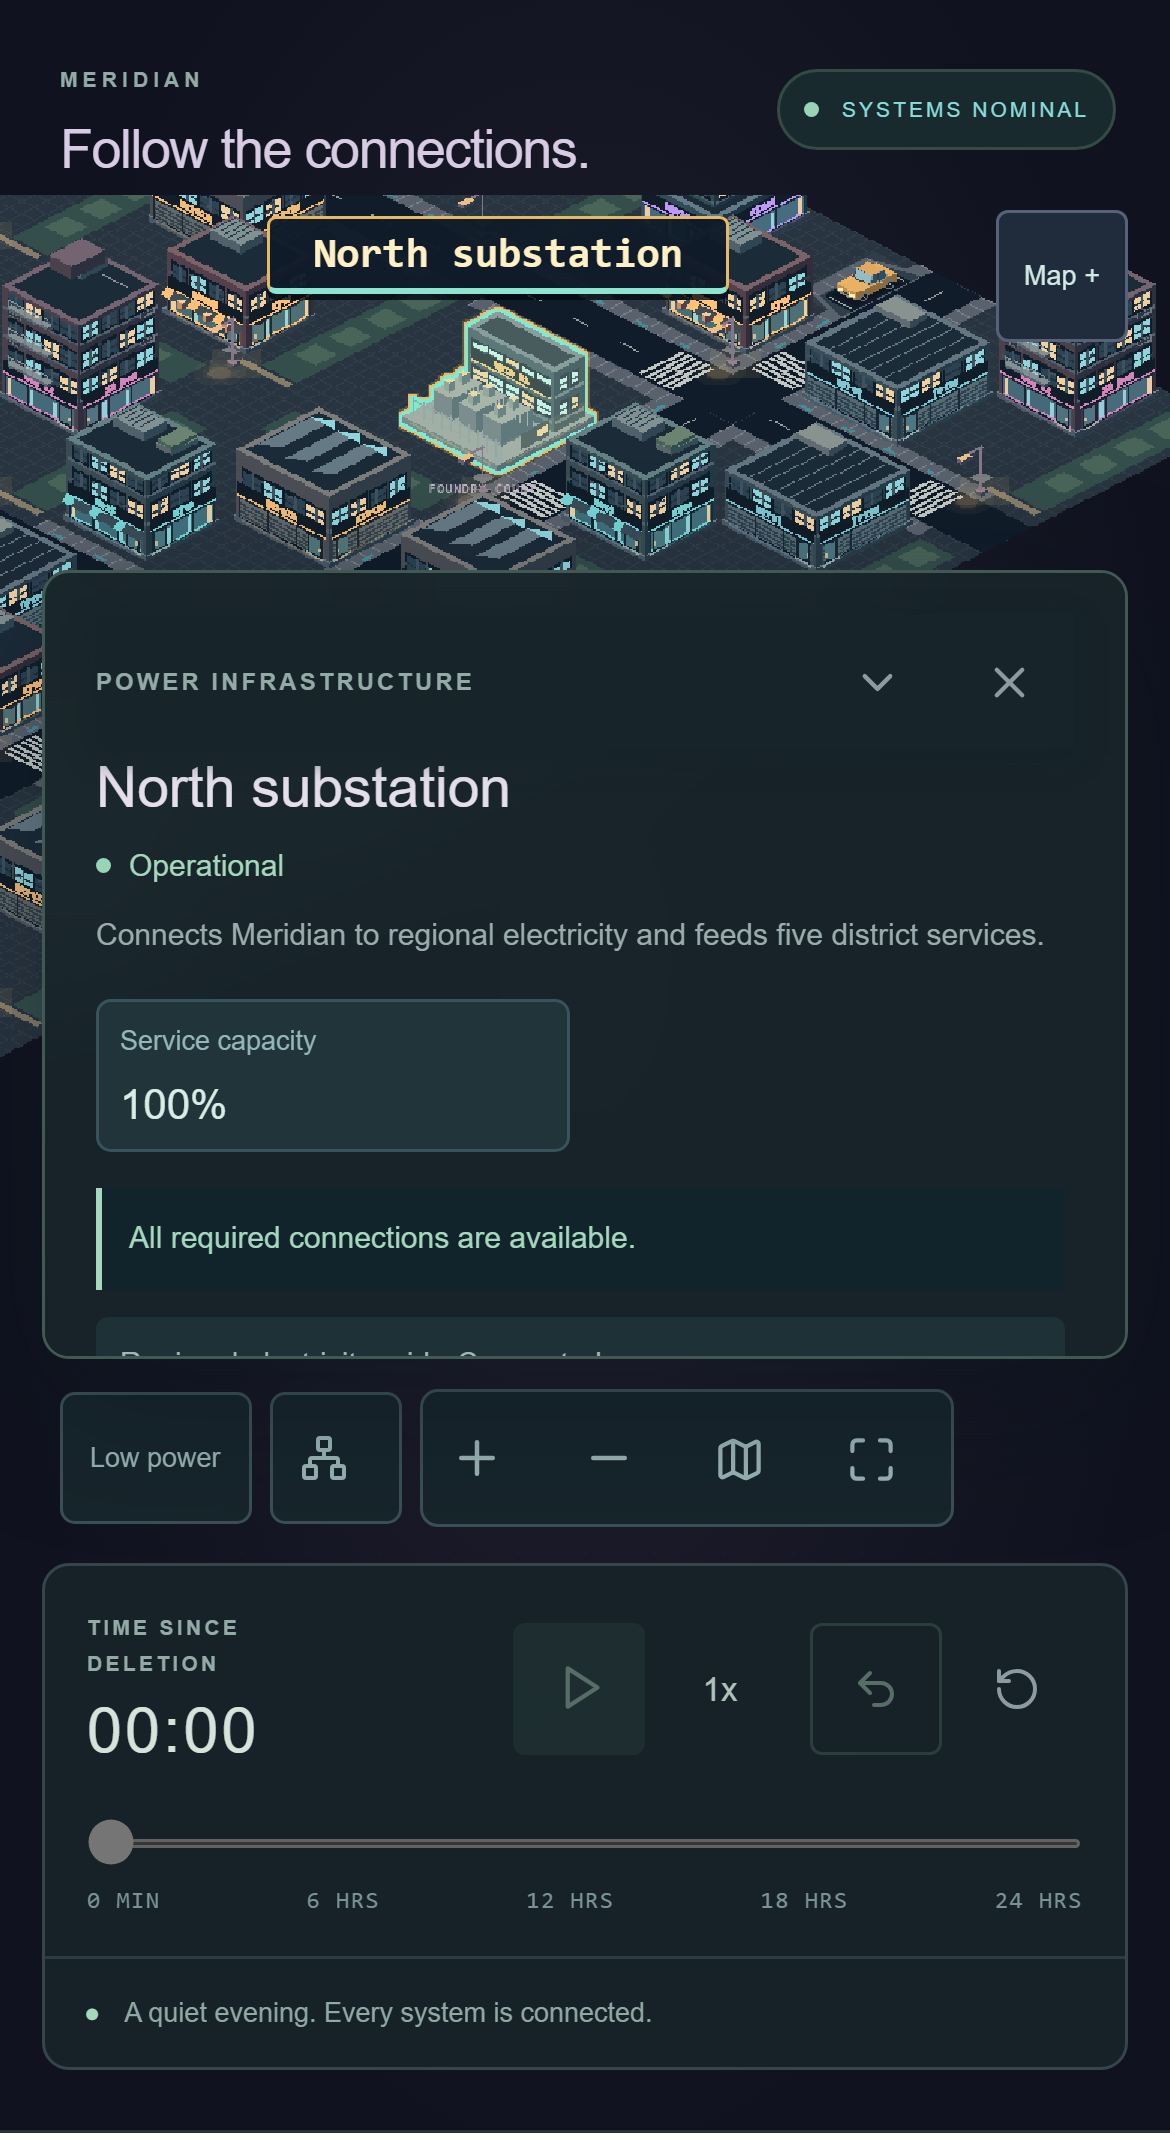 MERIDIAN
Follow the connections.
SYSTEMS NOMINAL
North substation
Map +
POWER INFRASTRUCTURE
North substation
Operational
Connects Meridian to regional electricity and feeds five district services.
Service capacity
100%
All required connections are available.
Low power
TIME SINCE
DELETION
00:00
1x
0 MIN 6 HRS 12 HRS 18 HRS 24 HRS
A quiet evening. Every system is connected.